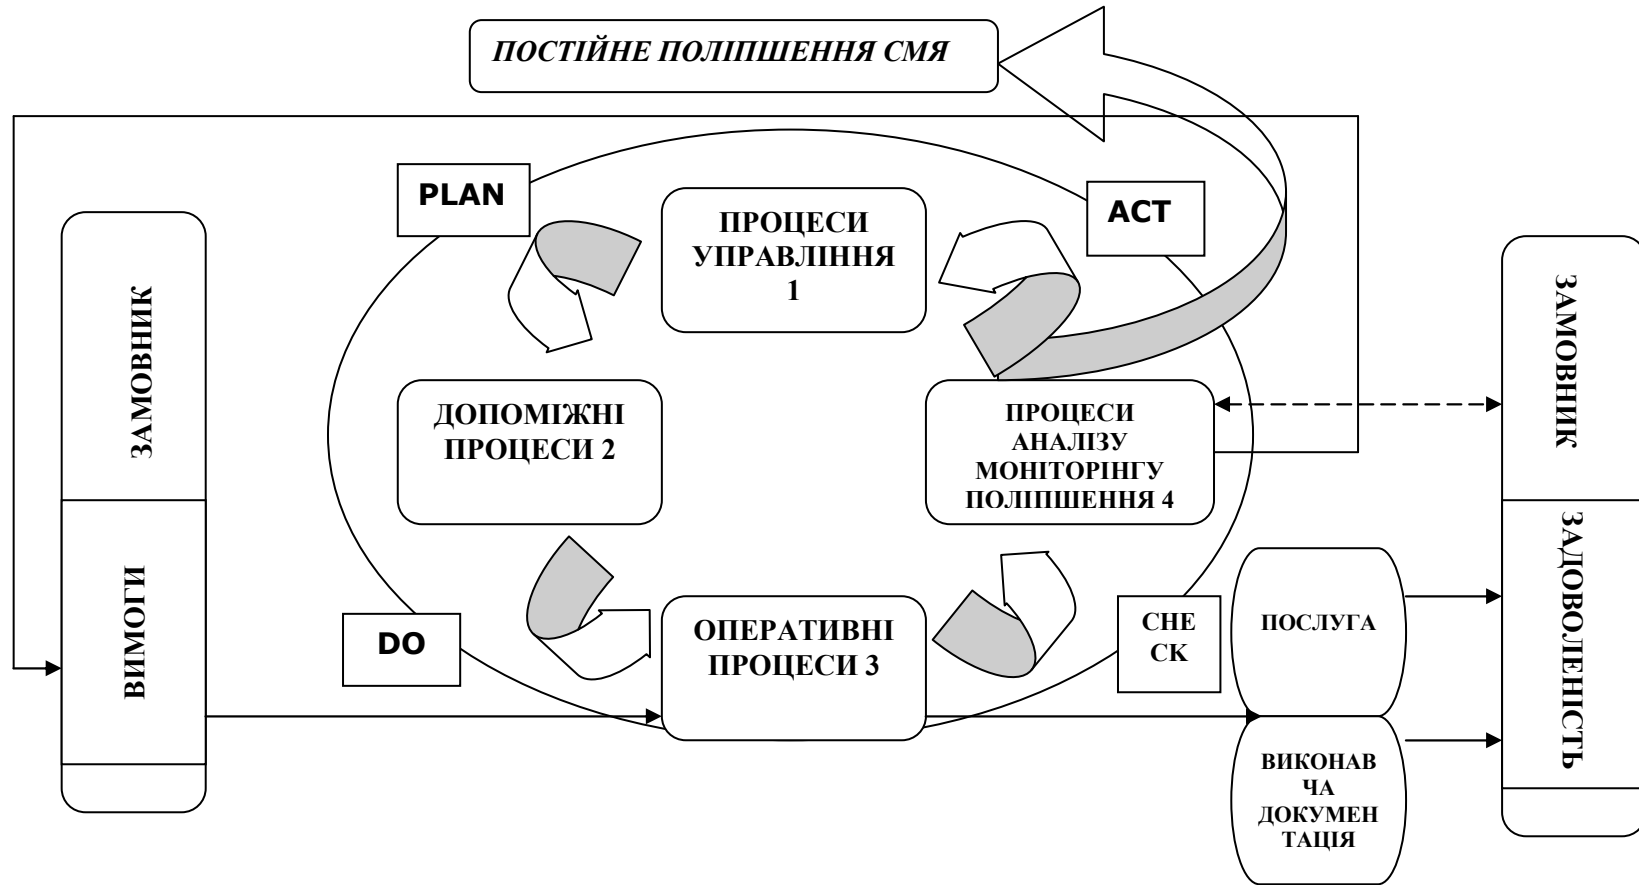 ПОСТІЙНЕ ПОЛІПШЕННЯ СМЯ
PLAN
ACT
ПРОЦЕСИ
УПРАВЛІННЯ
1
ЗАМОВНИК
ВИМОГИ
ДОПОМІЖНІ
ПРОЦЕСИ 2
ПРОЦЕСИ
АНАЛІЗУ
МОНІТОРІНГУ
ПОЛІПШЕННЯ 4
ЗАМОВНИК
ЗАДОВОЛЕНІСТЬ
DO
ОПЕРАТИВНІ
ПРОЦЕСИ 3
CHE
CK
ПОСЛУГА
ВИКОНАВ
ЧА
ДОКУМЕН
ТАЦІЯ